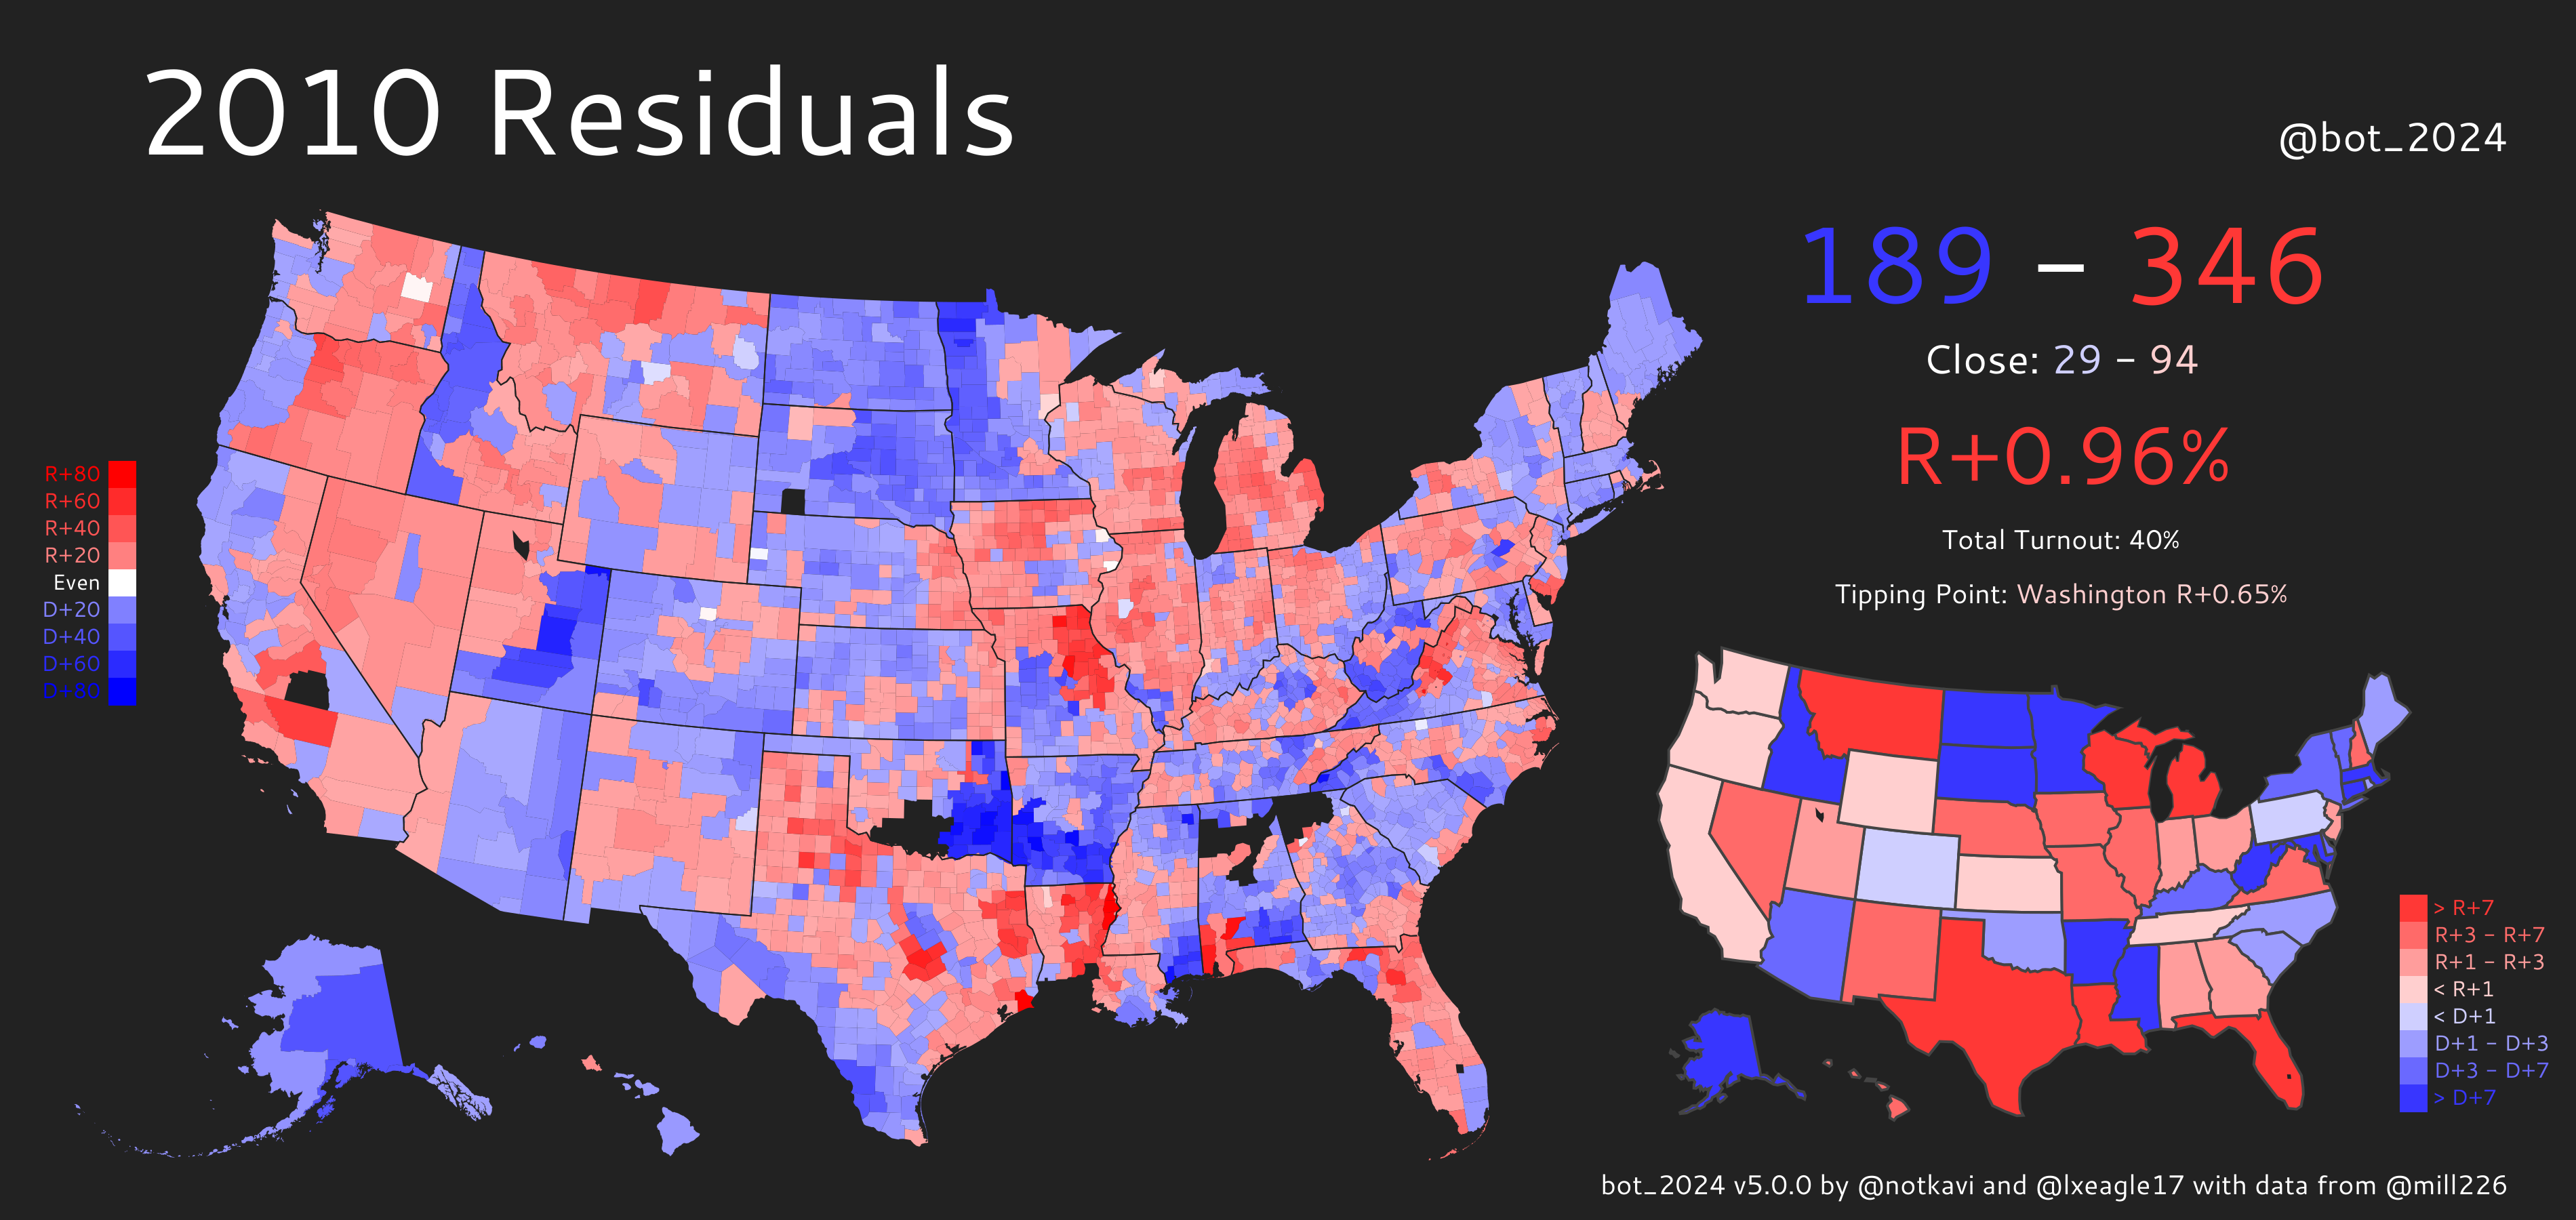 2010 Residuals
@bot_2024
189 – 346
Close: 29 – 94
R+0.96%
Total Turnout: 40%
Tipping Point: Washington R+0.65%
R+80
R+60
R+40
R+20
Even
D+20
D+40
D+60
D+80
> R+7
R+3 – R+7
R+1 – R+3
< R+1
< D+1
D+1 – D+3
D+3 – D+7
> D+7
bot_2024 v5.0.0 by @notkavi and @lxeagle17 with data from @mill226